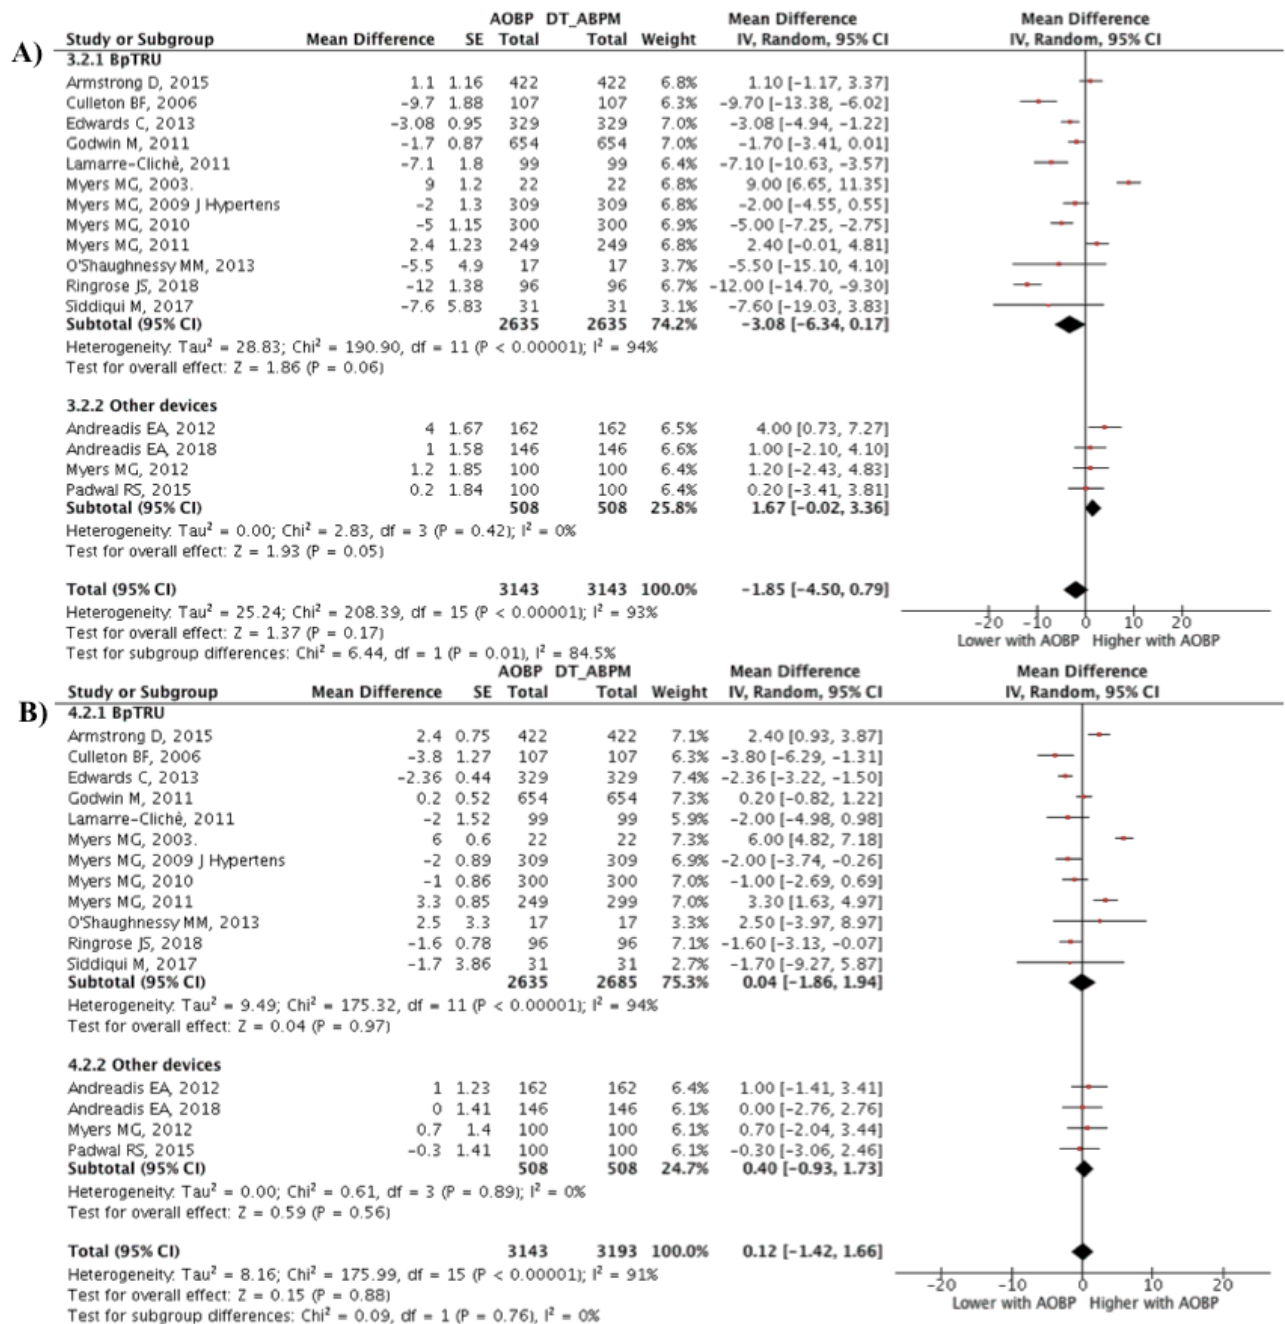 AOBP DT_ABPM Mean Difference Mean Difference
Study or Subgroup Mean Difference SE Total Total Weight IV, Random, 95% CI IV, Random, 95% CI
A)
3.2.1 BpTRU
Armstrong D, 2015 1.1 1.16 422 422 6.8% 1.10 [-1.17, 3.37]
Culleton BF, 2006 -9.7 1.88 107 107 6.3% -9.70 [-13.38, -6.02]
Edwards C, 2013 -3.08 0.95 329 329 7.0% -3.08 [-4.94, -1.22]
Godwin M, 2011 -1.7 0.87 654 654 7.0% -1.70 [-3.41, 0.01]
Lamarre-Clichè, 2011 -7.1 1.8 99 99 6.4% -7.10 [-10.63, -3.57]
Myers MG, 2003. 9 1.2 22 22 6.8% 9.00 [6.65, 11.35]
Myers MG, 2009 J Hypertens -2 1.3 309 309 6.8% -2.00 [-4.55, 0.55]
Myers MG, 2010 -5 1.15 300 300 6.9% -5.00 [-7.25, -2.75]
Myers MG, 2011 2.4 1.23 249 249 6.8% 2.40 [-0.01, 4.81]
O'Shaughnessy MM, 2013 -5.5 4.9 17 17 3.7% -5.50 [-15.10, 4.10]
Ringrose JS, 2018 -12 1.38 96 96 6.7% -12.00 [-14.70, -9.30]
Siddiqui M, 2017 -7.6 5.83 31 31 3.1% -7.60 [-19.03, 3.83]
Subtotal (95% CI) 2635 2635 74.2% -3.08 [-6.34, 0.17]
Heterogeneity: Tau² = 28.83; Chi² = 190.90, df = 11 (P < 0.00001); I² = 94%
Test for overall effect: Z = 1.86 (P = 0.06)
3.2.2 Other devices
Andreadis EA, 2012 4 1.67 162 162 6.5% 4.00 [0.73, 7.27]
Andreadis EA, 2018 1 1.58 146 146 6.6% 1.00 [-2.10, 4.10]
Myers MG, 2012 1.2 1.85 100 100 6.4% 1.20 [-2.43, 4.83]
Padwal RS, 2015 0.2 1.84 100 100 6.4% 0.20 [-3.41, 3.81]
Subtotal (95% CI) 508 508 25.8% 1.67 [-0.02, 3.36]
Heterogeneity: Tau² = 0.00; Chi² = 2.83, df = 3 (P = 0.42); I² = 0%
Test for overall effect: Z = 1.93 (P = 0.05)
Total (95% CI) 3143 3143 100.0% -1.85 [-4.50, 0.79]
Heterogeneity: Tau² = 25.24; Chi² = 208.39, df = 15 (P < 0.00001); I² = 93%
Test for overall effect: Z = 1.37 (P = 0.17)
Test for subgroup differences: Chi² = 6.44, df = 1 (P = 0.01), I² = 84.5%
-20 -10 0 10 20
Lower with AOBP Higher with AOBP
AOBP DT_ABPM Mean Difference Mean Difference
Study or Subgroup Mean Difference SE Total Total Weight IV, Random, 95% CI IV, Random, 95% CI
B)
4.2.1 BpTRU
Armstrong D, 2015 2.4 0.75 422 422 7.1% 2.40 [0.93, 3.87]
Culleton BF, 2006 -3.8 1.27 107 107 6.3% -3.80 [-6.29, -1.31]
Edwards C, 2013 -2.36 0.44 329 329 7.4% -2.36 [-3.22, -1.50]
Godwin M, 2011 0.2 0.52 654 654 7.3% 0.20 [-0.82, 1.22]
Lamarre-Clichè, 2011 -2 1.52 99 99 5.9% -2.00 [-4.98, 0.98]
Myers MG, 2003. 6 0.6 22 22 7.3% 6.00 [4.82, 7.18]
Myers MG, 2009 J Hypertens -2 0.89 309 309 6.9% -2.00 [-3.74, -0.26]
Myers MG, 2010 -1 0.86 300 300 7.0% -1.00 [-2.69, 0.69]
Myers MG, 2011 3.3 0.85 249 299 7.0% 3.30 [1.63, 4.97]
O'Shaughnessy MM, 2013 2.5 3.3 17 17 3.3% 2.50 [-3.97, 8.97]
Ringrose JS, 2018 -1.6 0.78 96 96 7.1% -1.60 [-3.13, -0.07]
Siddiqui M, 2017 -1.7 3.86 31 31 2.7% -1.70 [-9.27, 5.87]
Subtotal (95% CI) 2635 2685 75.3% 0.04 [-1.86, 1.94]
Heterogeneity: Tau² = 9.49; Chi² = 175.32, df = 11 (P < 0.00001); I² = 94%
Test for overall effect: Z = 0.04 (P = 0.97)
4.2.2 Other devices
Andreadis EA, 2012 1 1.23 162 162 6.4% 1.00 [-1.41, 3.41]
Andreadis EA, 2018 0 1.41 146 146 6.1% 0.00 [-2.76, 2.76]
Myers MG, 2012 0.7 1.4 100 100 6.1% 0.70 [-2.04, 3.44]
Padwal RS, 2015 -0.3 1.41 100 100 6.1% -0.30 [-3.06, 2.46]
Subtotal (95% CI) 508 508 24.7% 0.40 [-0.93, 1.73]
Heterogeneity: Tau² = 0.00; Chi² = 0.61, df = 3 (P = 0.89); I² = 0%
Test for overall effect: Z = 0.59 (P = 0.56)
Total (95% CI) 3143 3193 100.0% 0.12 [-1.42, 1.66]
Heterogeneity: Tau² = 8.16; Chi² = 175.99, df = 15 (P < 0.00001); I² = 91%
Test for overall effect: Z = 0.15 (P = 0.88)
Test for subgroup differences: Chi² = 0.09, df = 1 (P = 0.76), I² = 0%
-20 -10 0 10 20
Lower with AOBP Higher with AOBP